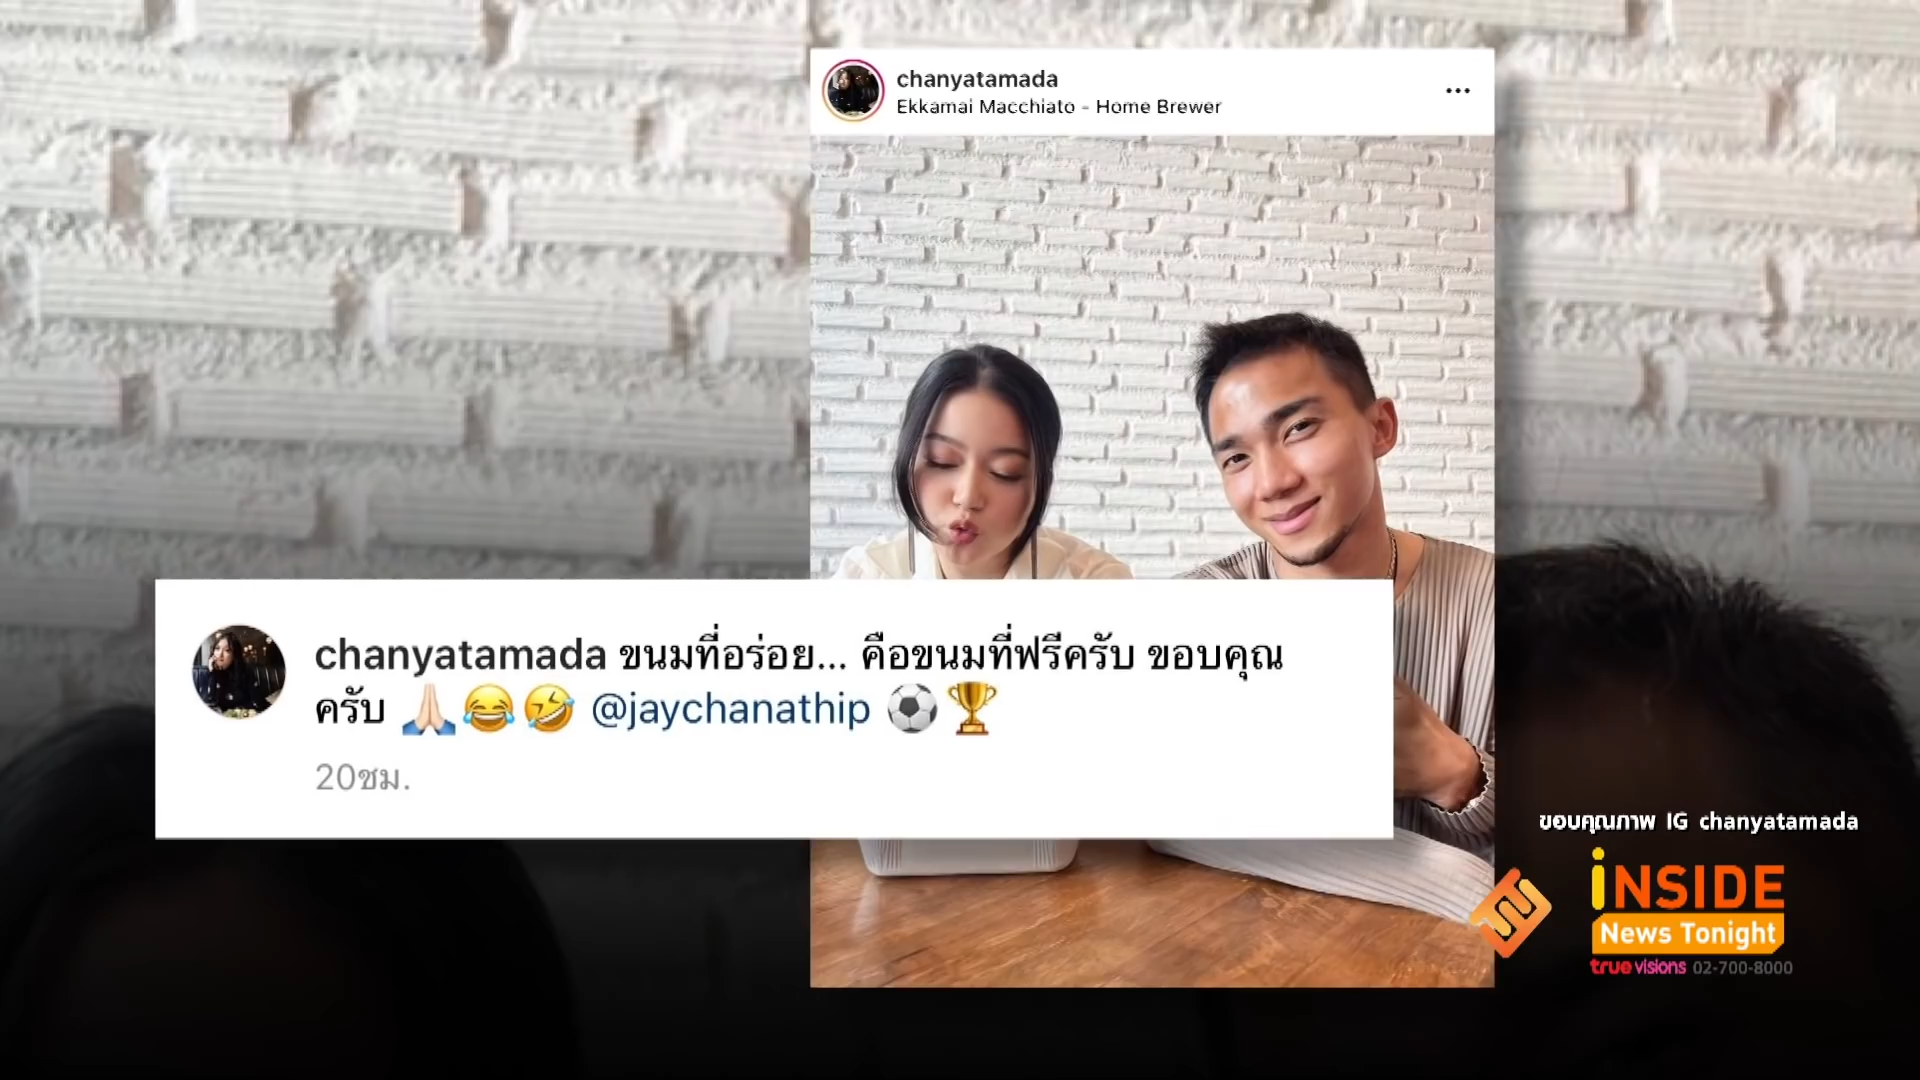 chanyatamada
Ekkamai Macchiato - Home Brewer
chanyatamada ขนมที่อร่อย... คือขนมที่ฟรีครับ ขอบคุณ
ครับ 🙏🏻😂🤣 @jaychanathip ⚽🏆
20ชม.
ขอบคุณภาพ IG chanyatamada
iNSIDE
News Tonight
truevisions 02-700-8000